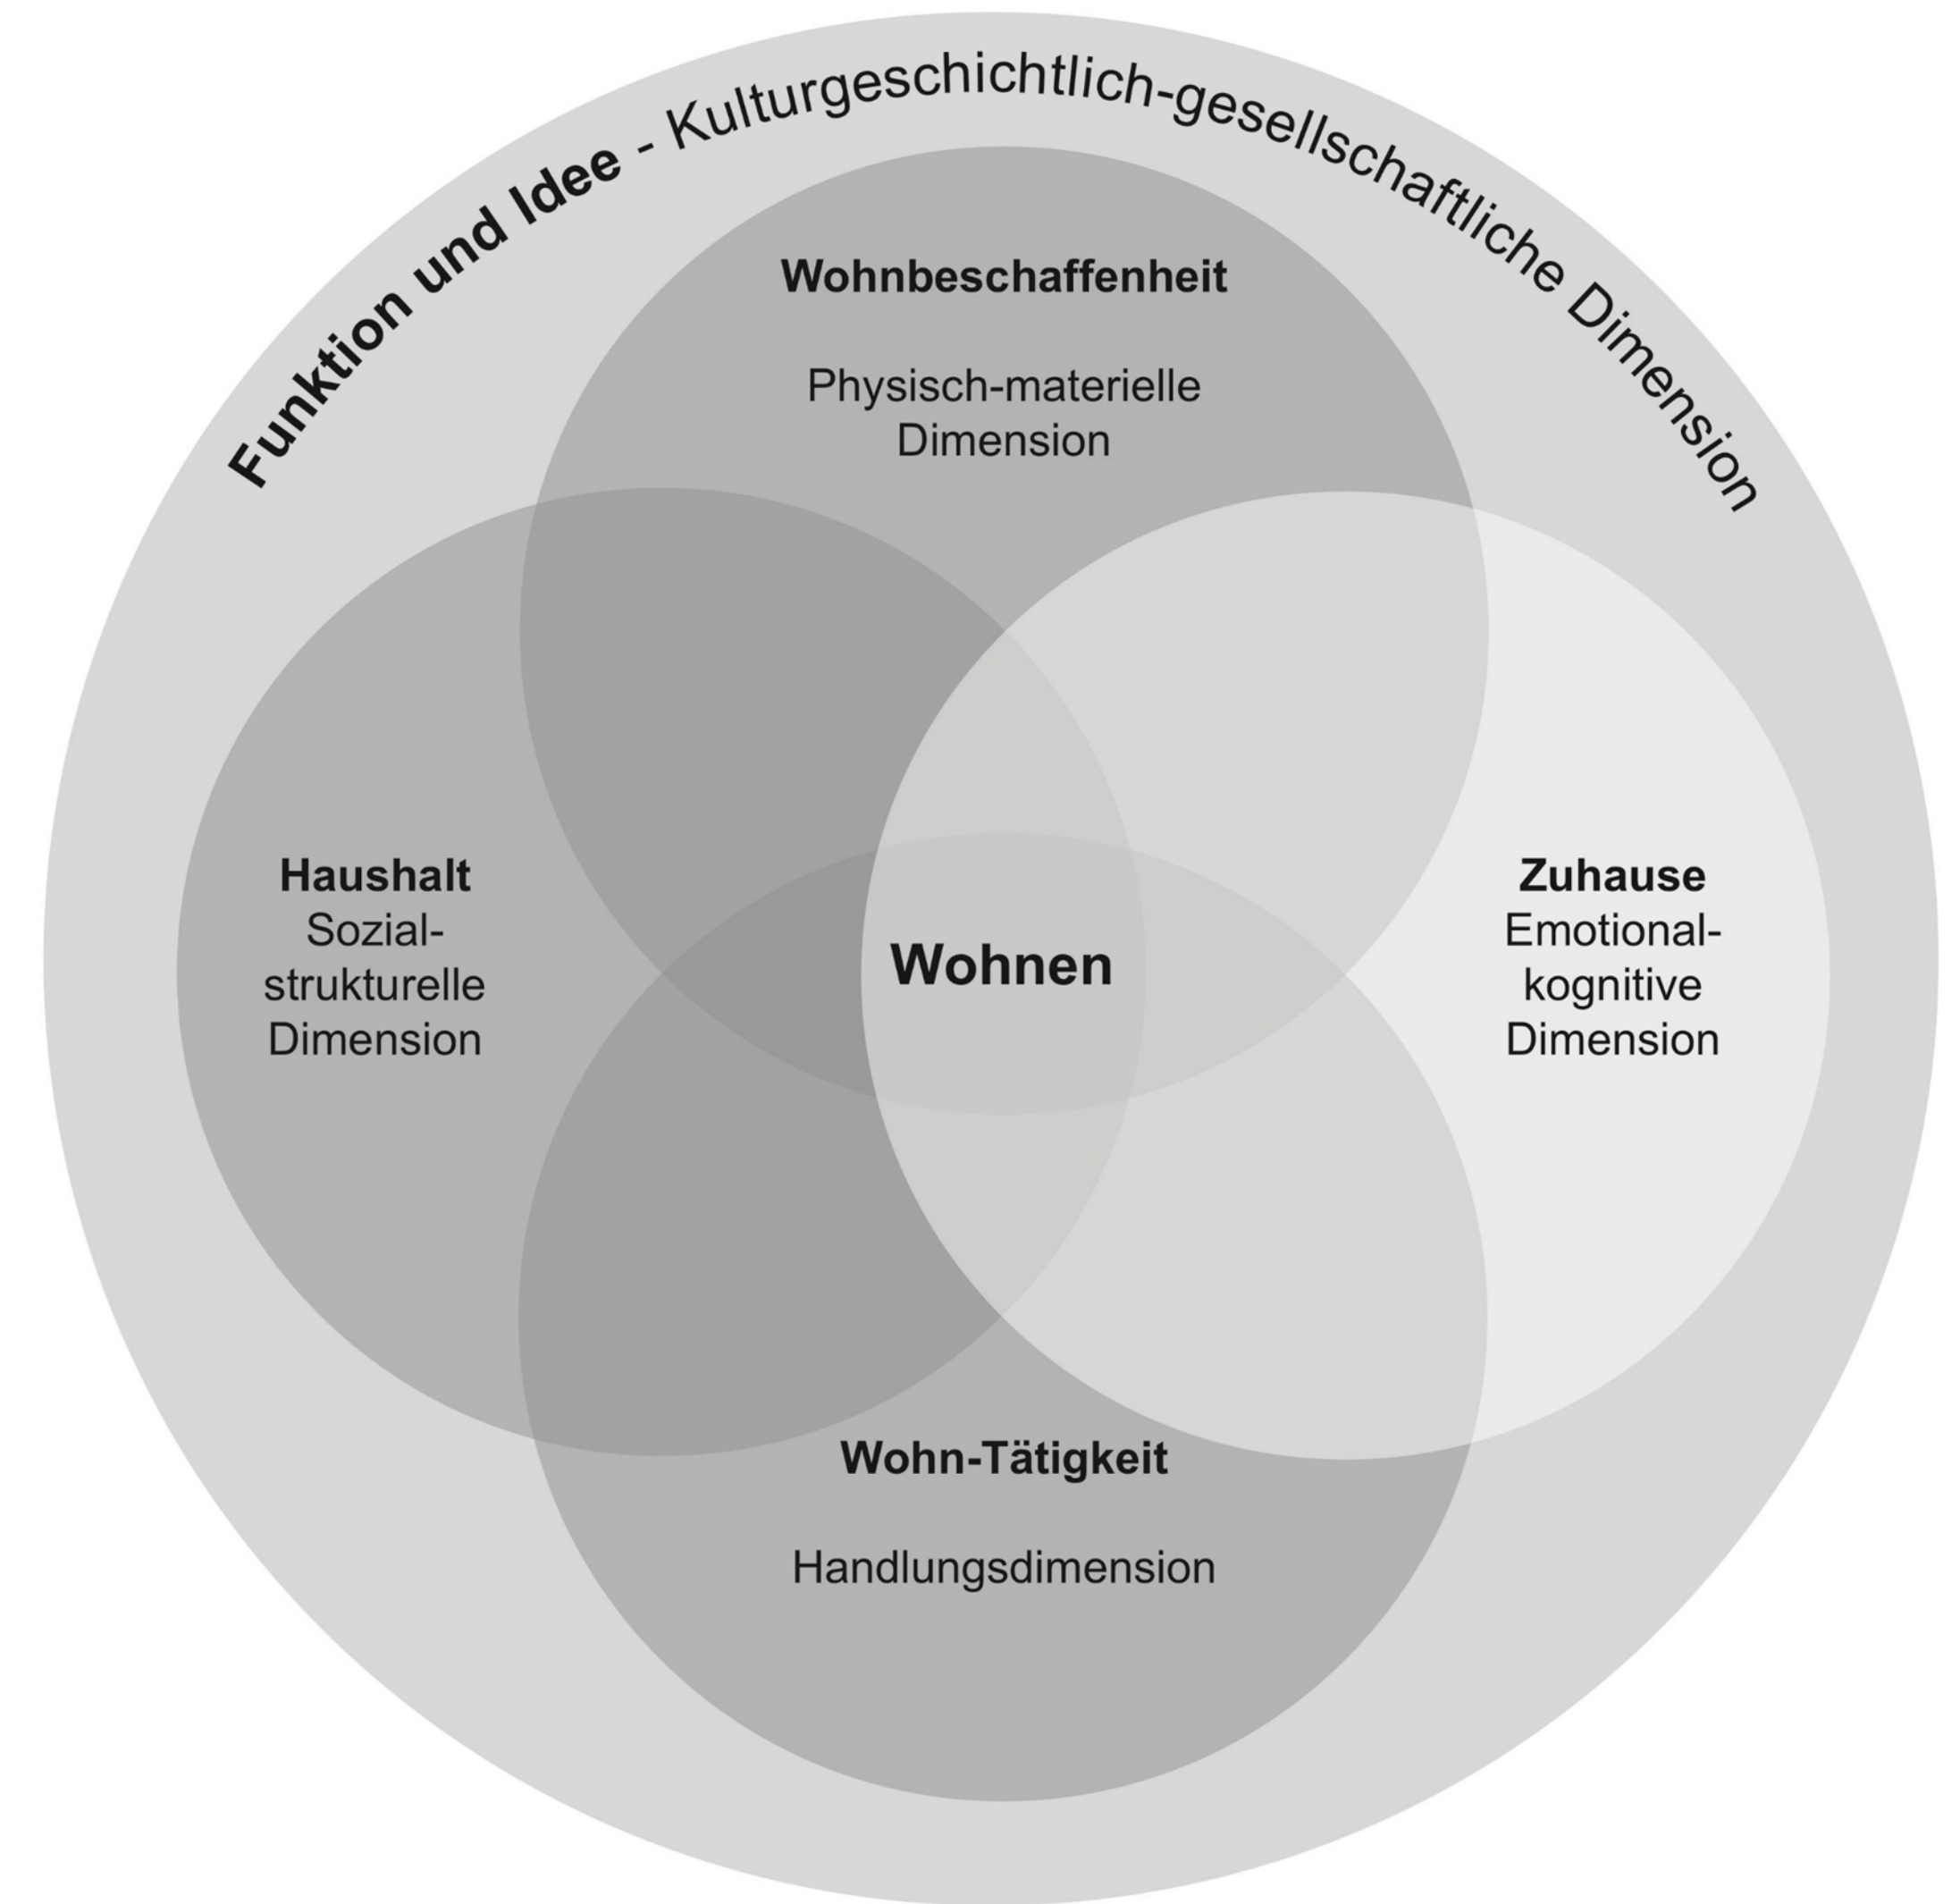 Funktion und Idee - Kulturgeschichtlich-gesellschaftliche Dimension
Wohnbeschaffenheit
Physisch-materielle
Dimension
Haushalt
Sozial-
strukturelle
Dimension
Wohnen
Zuhause
Emotional-
kognitive
Dimension
Wohn-Tätigkeit
Handlungsdimension